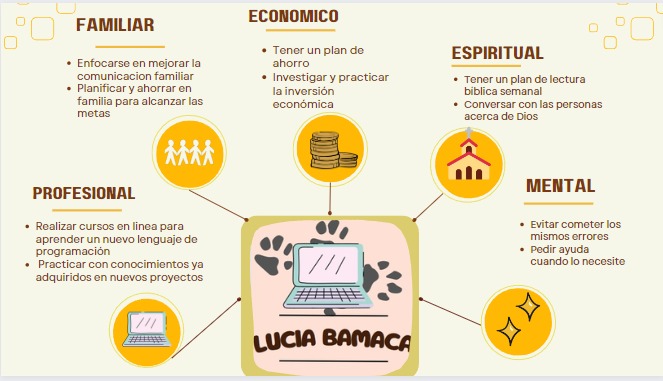 FAMILIAR
Enfocarse en mejorar la
comunicacion familiar
Planificar y ahorrar en
familia para alcanzar las
metas
ECONOMICO
Tener un plan de
ahorro
Investigar y practicar
la inversión
económica
ESPIRITUAL
Tener un plan de lectura
biblica semanal
Conversar con las personas
acerca de Dios
PROFESIONAL
Realizar cursos en linea para
aprender un nuevo lenguaje de
programación
Practicar con conocimientos ya
adquiridos en nuevos proyectos
MENTAL
Evitar cometer los
mismos errores
Pedir ayuda
cuando lo necesite
LUCIA BAMACA